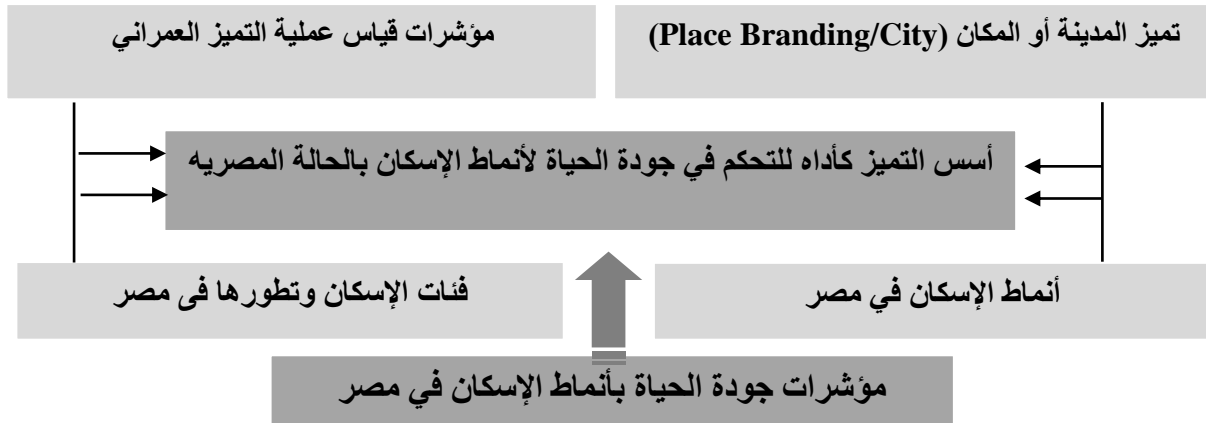 تميز المدينة أو المكان (Place Branding/City)
مؤشرات قياس عملية التميز العمراني
أسس التميز كأداه للتحكم في جودة الحياة لأنماط الإسكان بالحالة المصريه
أنماط الإسكان في مصر
فئات الإسكان وتطورها فى مصر
مؤشرات جودة الحياة بأنماط الإسكان في مصر